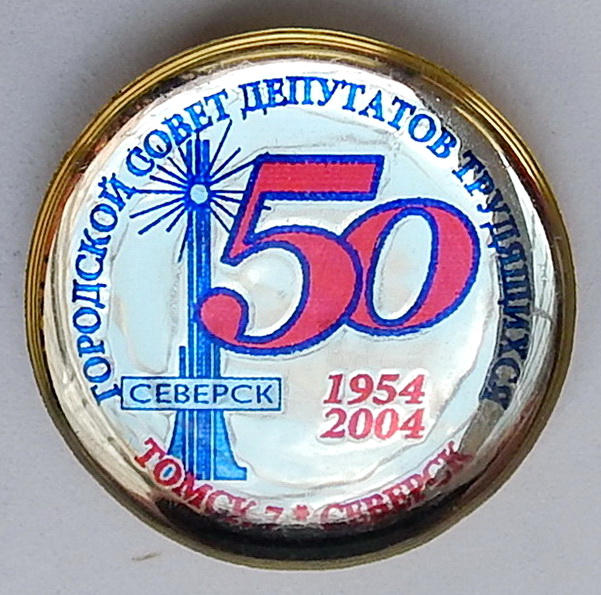 ГОРОДСКОЙ СОВЕТ ДЕПУТАТОВ ТРУДЯЩИХСЯ
50
СЕВЕРСК
1954
2004
ТОМСК-7 * СЕВЕРСК